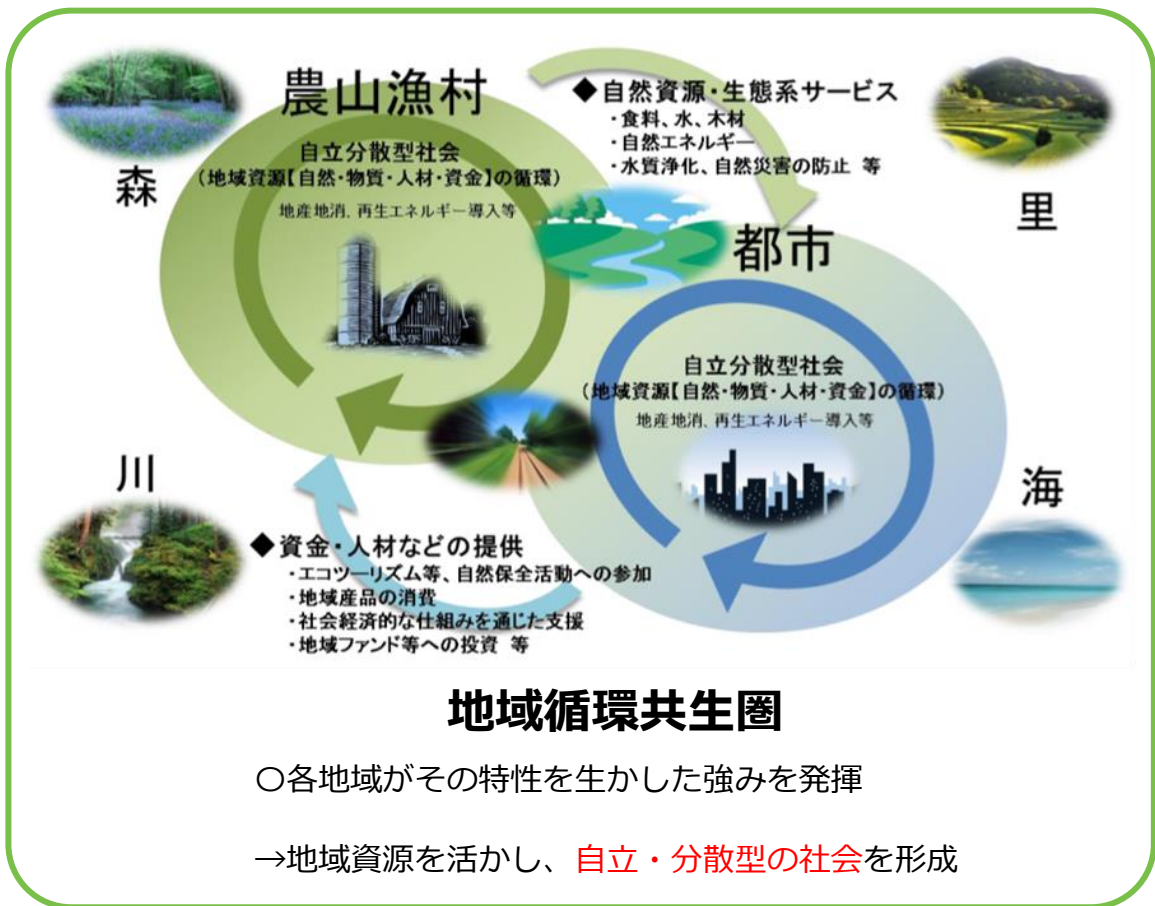 農山漁村
自立分散型社会
(地域資源【自然・物質・人材・資金】の循環)
地産地消、再生エネルギー導入等
森
◆自然資源・生態系サービス
・食料、水、木材
・自然エネルギー
・水質浄化、自然災害の防止 等
里
都市
自立分散型社会
(地域資源【自然・物質・人材・資金】の循環)
地産地消、再生エネルギー導入等
川
海
◆資金・人材などの提供
・エコツーリズム等、自然保全活動への参加
・地域産品の消費
・社会経済的な仕組みを通じた支援
・地域ファンド等への投資 等
地域循環共生圏
〇各地域がその特性を生かした強みを発揮
→地域資源を活かし、自立・分散型の社会を形成